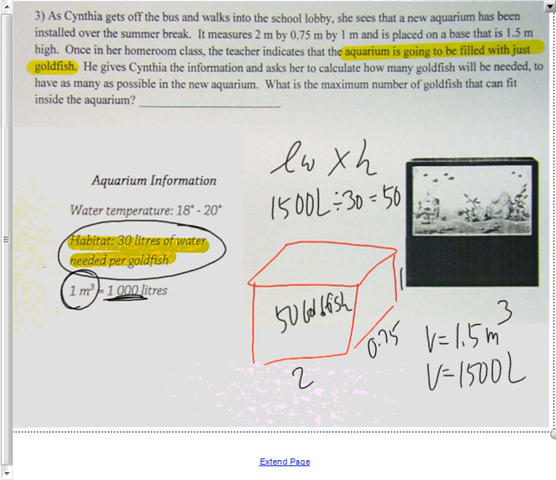 3) As Cynthia gets off the bus and walks into the school lobby, she sees that a new aquarium has been
installed over the summer break. It measures 2 m by 0.75 m by 1 m and is placed on a base that is 1.5 m
high. Once in her homeroom class, the teacher indicates that the aquarium is going to be filled with just
goldfish. He gives Cynthia the information and asks her to calculate how many goldfish will be needed, to
have as many as possible in the new aquarium. What is the maximum number of goldfish that can fit
inside the aquarium?
lw x h
Aquarium Information
1500L ÷ 30 = 50
Water temperature: 18° - 20°
Habitat: 30 litres of water
needed per goldfish
1 m³ = 1 000 litres
1
50 Goldfish
0.75
2
V=1.5m³
V=1500L
Extend Page